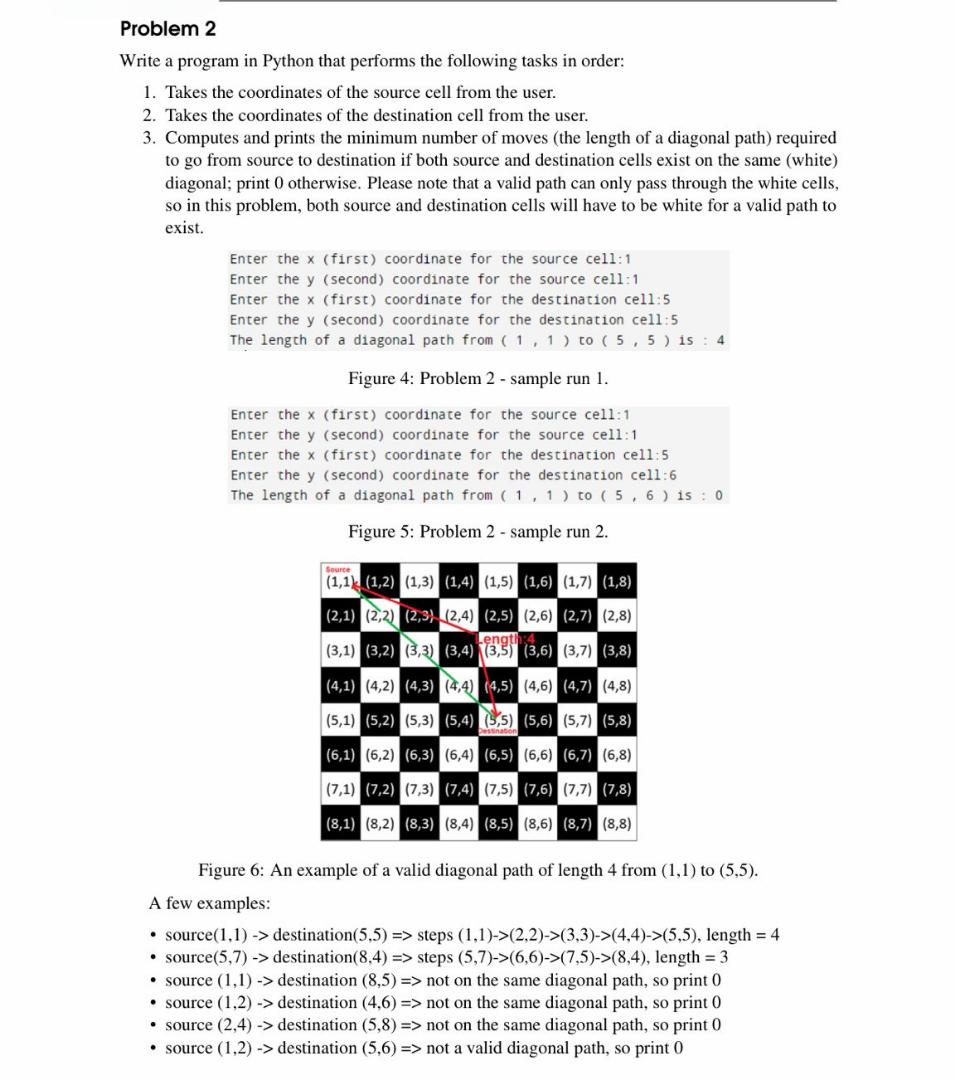 Problem 2
Write a program in Python that performs the following tasks in order:
1. Takes the coordinates of the source cell from the user.
2. Takes the coordinates of the destination cell from the user.
3. Computes and prints the minimum number of moves (the length of a diagonal path) required
to go from source to destination if both source and destination cells exist on the same (white)
diagonal; print 0 otherwise. Please note that a valid path can only pass through the white cells,
so in this problem, both source and destination cells will have to be white for a valid path to
exist.
Enter the x (first) coordinate for the source cell:1
Enter the y (second) coordinate for the source cell:1
Enter the x (first) coordinate for the destination cell:5
Enter the y (second) coordinate for the destination cell:5
The length of a diagonal path from ( 1 , 1 ) to ( 5 , 5 ) is : 4
Figure 4: Problem 2 - sample run 1.
Enter the x (first) coordinate for the source cell:1
Enter the y (second) coordinate for the source cell:1
Enter the x (first) coordinate for the destination cell:5
Enter the y (second) coordinate for the destination cell:6
The length of a diagonal path from ( 1 , 1 ) to ( 5 , 6 ) is : 0
Figure 5: Problem 2 - sample run 2.
Source
(1,1) (1,2) (1,3) (1,4) (1,5) (1,6) (1,7) (1,8)
(2,1) (2,2) (2,3) (2,4) (2,5) (2,6) (2,7) (2,8)
Length:4
(3,1) (3,2) (3,3) (3,4) (3,5) (3,6) (3,7) (3,8)
(4,1) (4,2) (4,3) (4,4) (4,5) (4,6) (4,7) (4,8)
(5,1) (5,2) (5,3) (5,4) (5,5) (5,6) (5,7) (5,8)
Destination
(6,1) (6,2) (6,3) (6,4) (6,5) (6,6) (6,7) (6,8)
(7,1) (7,2) (7,3) (7,4) (7,5) (7,6) (7,7) (7,8)
(8,1) (8,2) (8,3) (8,4) (8,5) (8,6) (8,7) (8,8)
Figure 6: An example of a valid diagonal path of length 4 from (1,1) to (5,5).
A few examples:
• source(1,1) -> destination(5,5) => steps (1,1)->(2,2)->(3,3)->(4,4)->(5,5), length = 4
• source(5,7) -> destination(8,4) => steps (5,7)->(6,6)->(7,5)->(8,4), length = 3
• source (1,1) -> destination (8,5) => not on the same diagonal path, so print 0
• source (1,2) -> destination (4,6) => not on the same diagonal path, so print 0
• source (2,4) -> destination (5,8) => not on the same diagonal path, so print 0
• source (1,2) -> destination (5,6) => not a valid diagonal path, so print 0